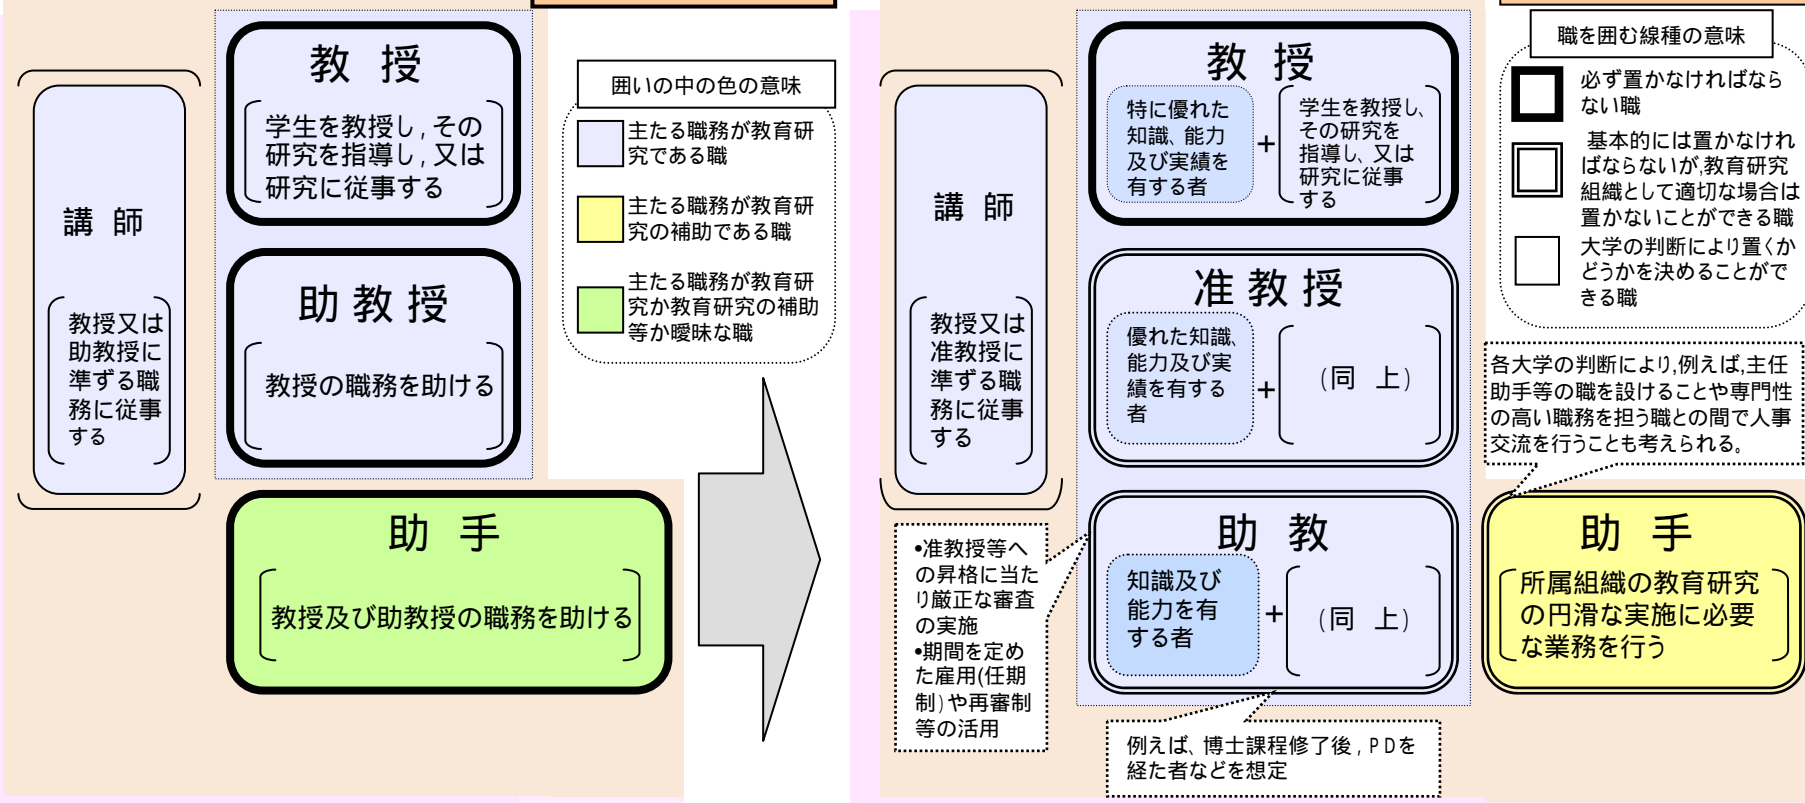 教 授
学生を教授し，その
研究を指導し，又は
研究に従事する
講 師
教授又は
助教授に
準ずる職
務に従事
する
助教授
教授の職務を助ける
助 手
教授及び助教授の職務を助ける
囲いの中の色の意味
主たる職務が教育研
究である職
主たる職務が教育研
究の補助である職
主たる職務が教育研
究か教育研究の補助
等か曖昧な職
講 師
教授又は
准教授に
準ずる職
務に従事
する
教 授
特に優れた
知識、能力
及び実績を
有する者
+
学生を教授し、
その研究を
指導し、又は
研究に従事
する
准教授
優れた知識、
能力及び実
績を有する
者
+
(同 上)
助 教
知識及び
能力を有
する者
+
(同 上)
•准教授等へ
の昇格に当た
り厳正な審査
の実施
•期間を定め
た雇用(任期
制)や再審制
等の活用
例えば、博士課程修了後，PDを
経た者などを想定
職を囲む線種の意味
必ず置かなければなら
ない職
基本的には置かなけれ
ばならないが,教育研究
組織として適切な場合は
置かないことができる職
大学の判断により置くか
どうかを決めることがで
きる職
各大学の判断により,例えば,主任
助手等の職を設けることや専門性
の高い職務を担う職との間で人事
交流を行うことも考えられる。
助 手
所属組織の教育研究
の円滑な実施に必要
な業務を行う